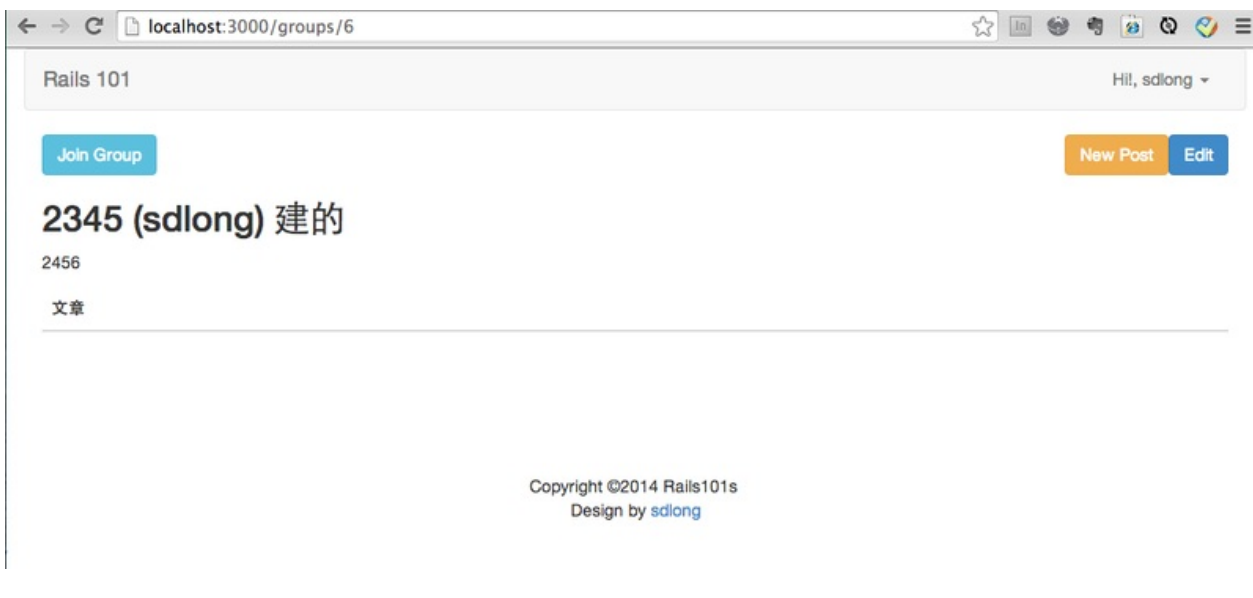 localhost:3000/groups/6
Rails 101
Hi!, sdlong
Join Group
New Post
Edit
2345 (sdlong) 建的
2456
文章
Copyright ©2014 Rails101s
Design by sdlong